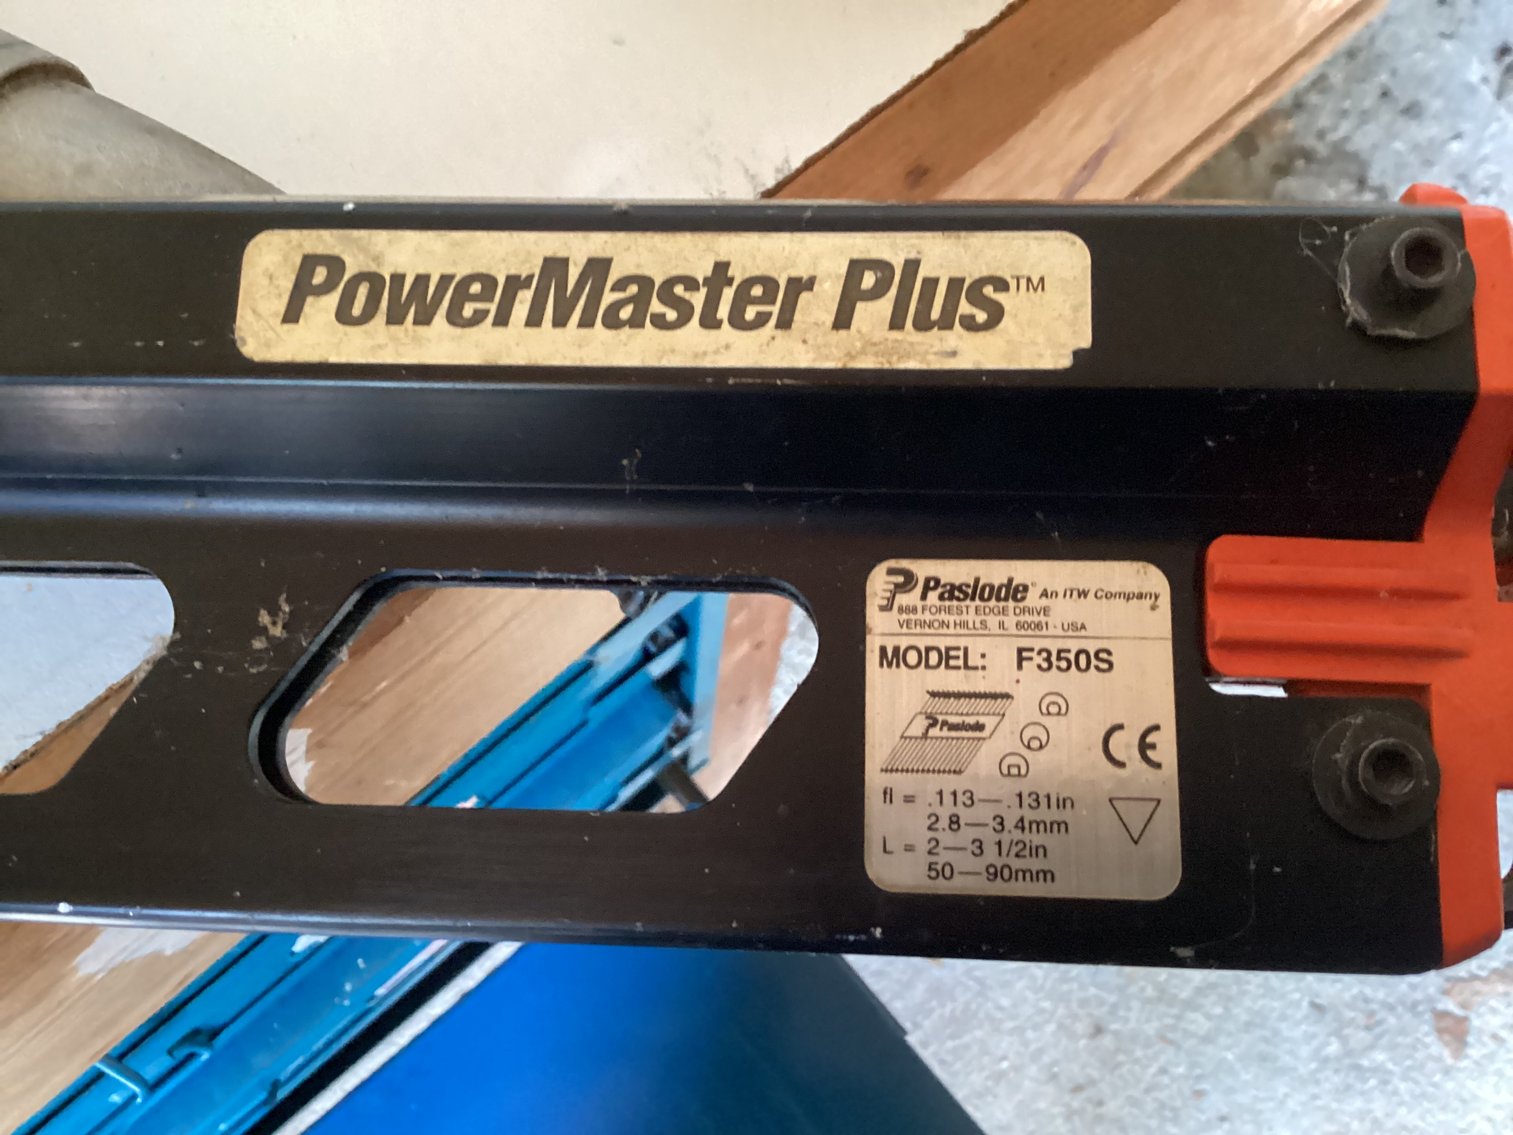 PowerMaster Plus™
Paslode® An ITW Company
888 FOREST EDGE DRIVE
VERNON HILLS, IL 60061 - USA
MODEL: F350S
Paslode
fl = .113—.131in
2.8—3.4mm
L = 2—3 1/2in
50—90mm
CE